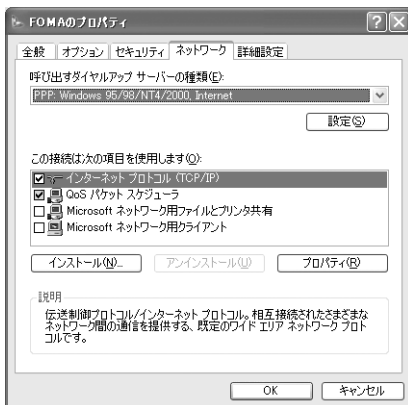 FOMAのプロパティ
全般 オプション セキュリティ ネットワーク 詳細設定
呼び出すダイヤルアップ サーバーの種類(E):
PPP: Windows 95/98/NT4/2000, Internet
設定(S)
この接続は次の項目を使用します(O):
インターネット プロトコル (TCP/IP)
QoS パケット スケジューラ
Microsoft ネットワーク用ファイルとプリンタ共有
Microsoft ネットワーク用クライアント
インストール(N)... アンインストール(U) プロパティ(R)
説明
伝送制御プロトコル/インターネット プロトコル。相互接続されたさまざまな
ネットワーク間の通信を提供する、既定のワイド エリア ネットワーク プロト
コルです。
OK キャンセル